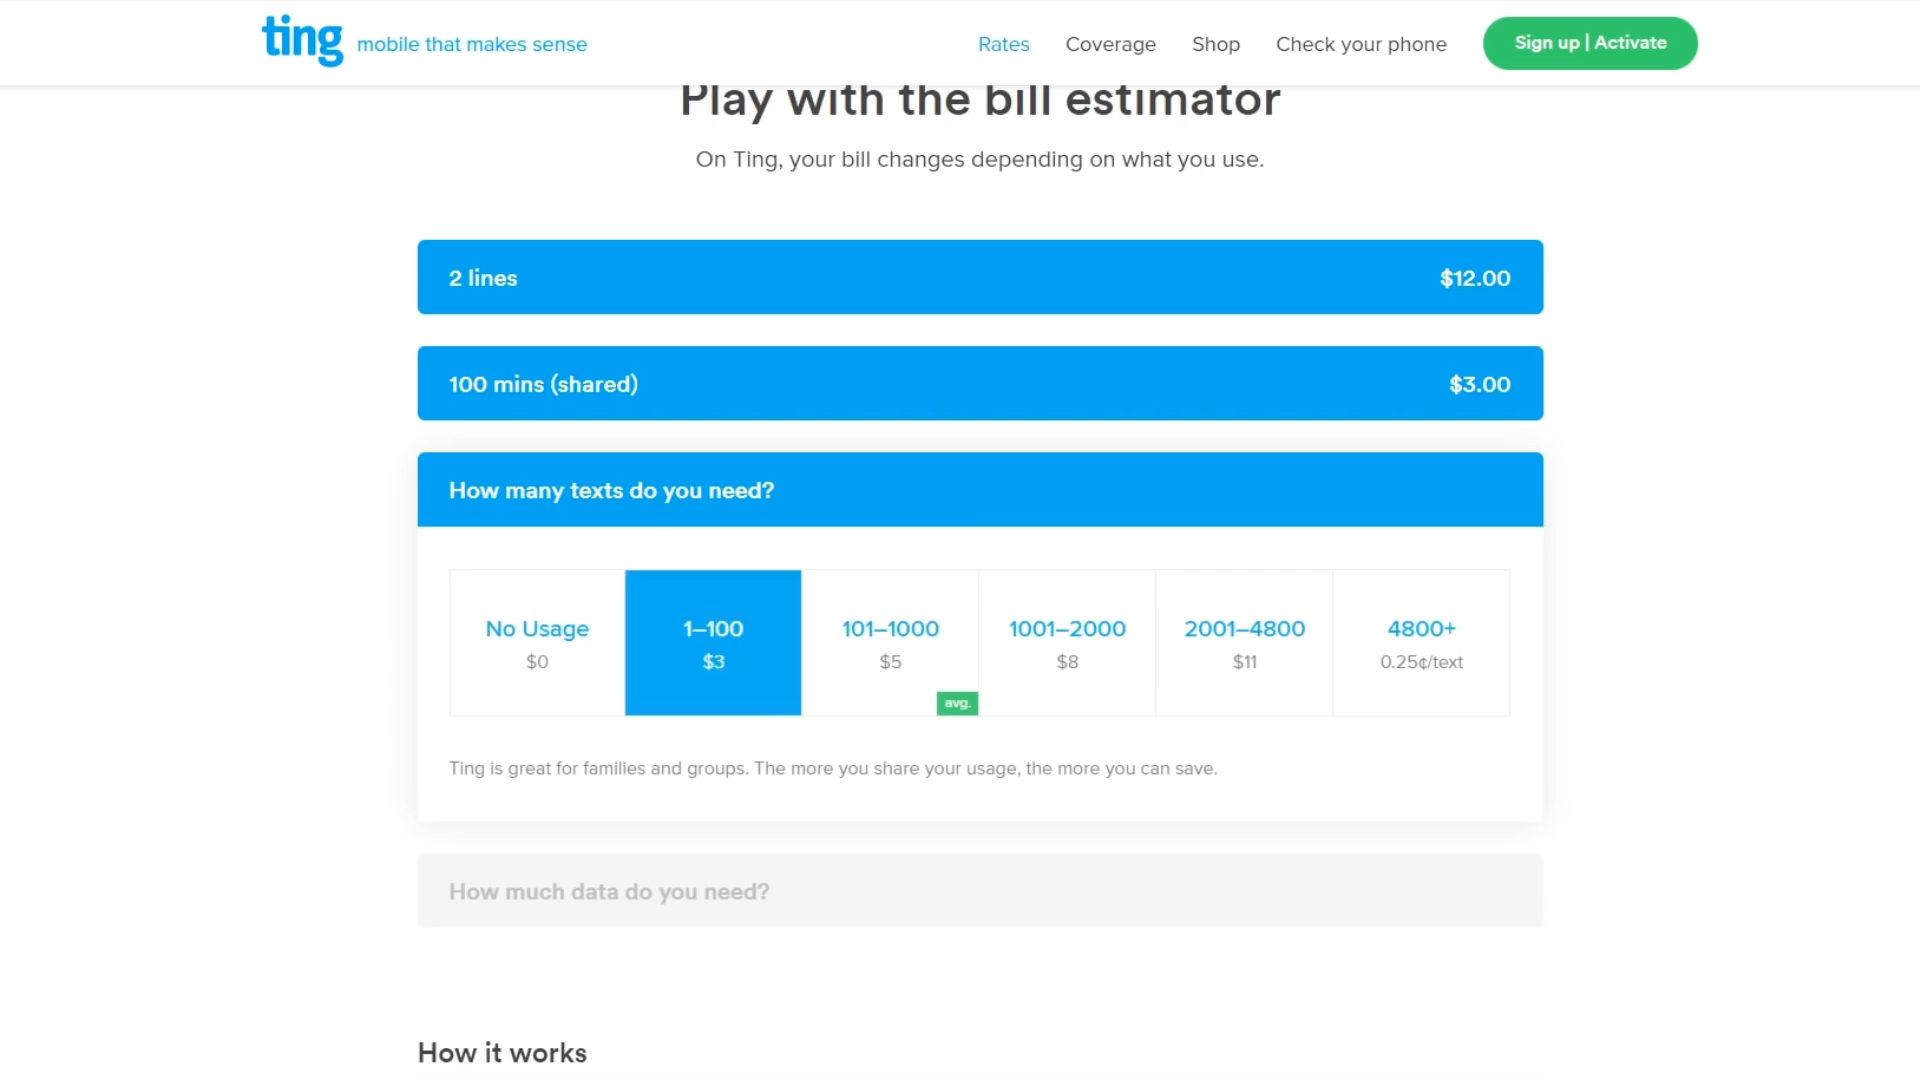 ting mobile that makes sense
Rates Coverage Shop Check your phone Sign up | Activate
Play with the bill estimator
On Ting, your bill changes depending on what you use.
2 lines $12.00
100 mins (shared) $3.00
How many texts do you need?
No Usage 1–100 101–1000 1001–2000 2001–4800 4800+
$0 $3 $5 $8 $11 0.25¢/text
avg.
Ting is great for families and groups. The more you share your usage, the more you can save.
How much data do you need?
How it works